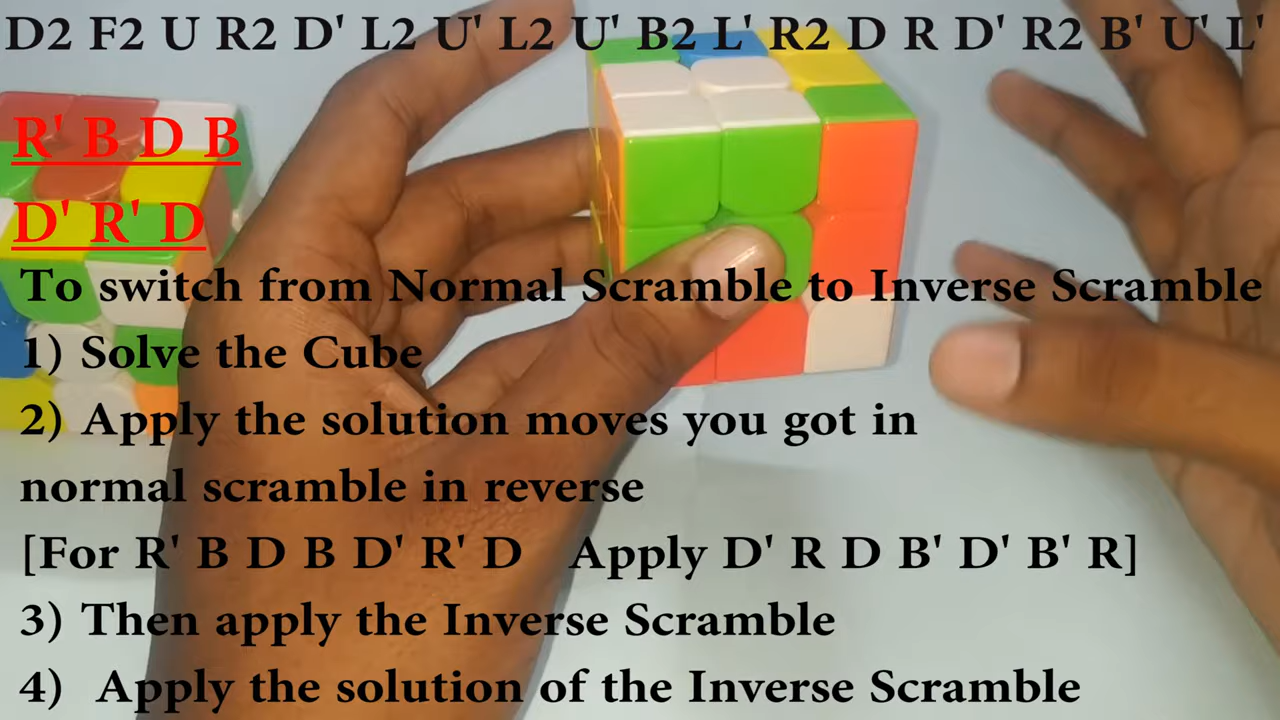 D2 F2 U R2 D' L2 U' L2 U' B2 L' R2 D R D' R2 B' U' L'
R' B D B
D' R' D
To switch from Normal Scramble to Inverse Scramble
1) Solve the Cube
2) Apply the solution moves you got in
normal scramble in reverse
[For R' B D B D' R' D Apply D' R D B' D' B' R]
3) Then apply the Inverse Scramble
4) Apply the solution of the Inverse Scramble